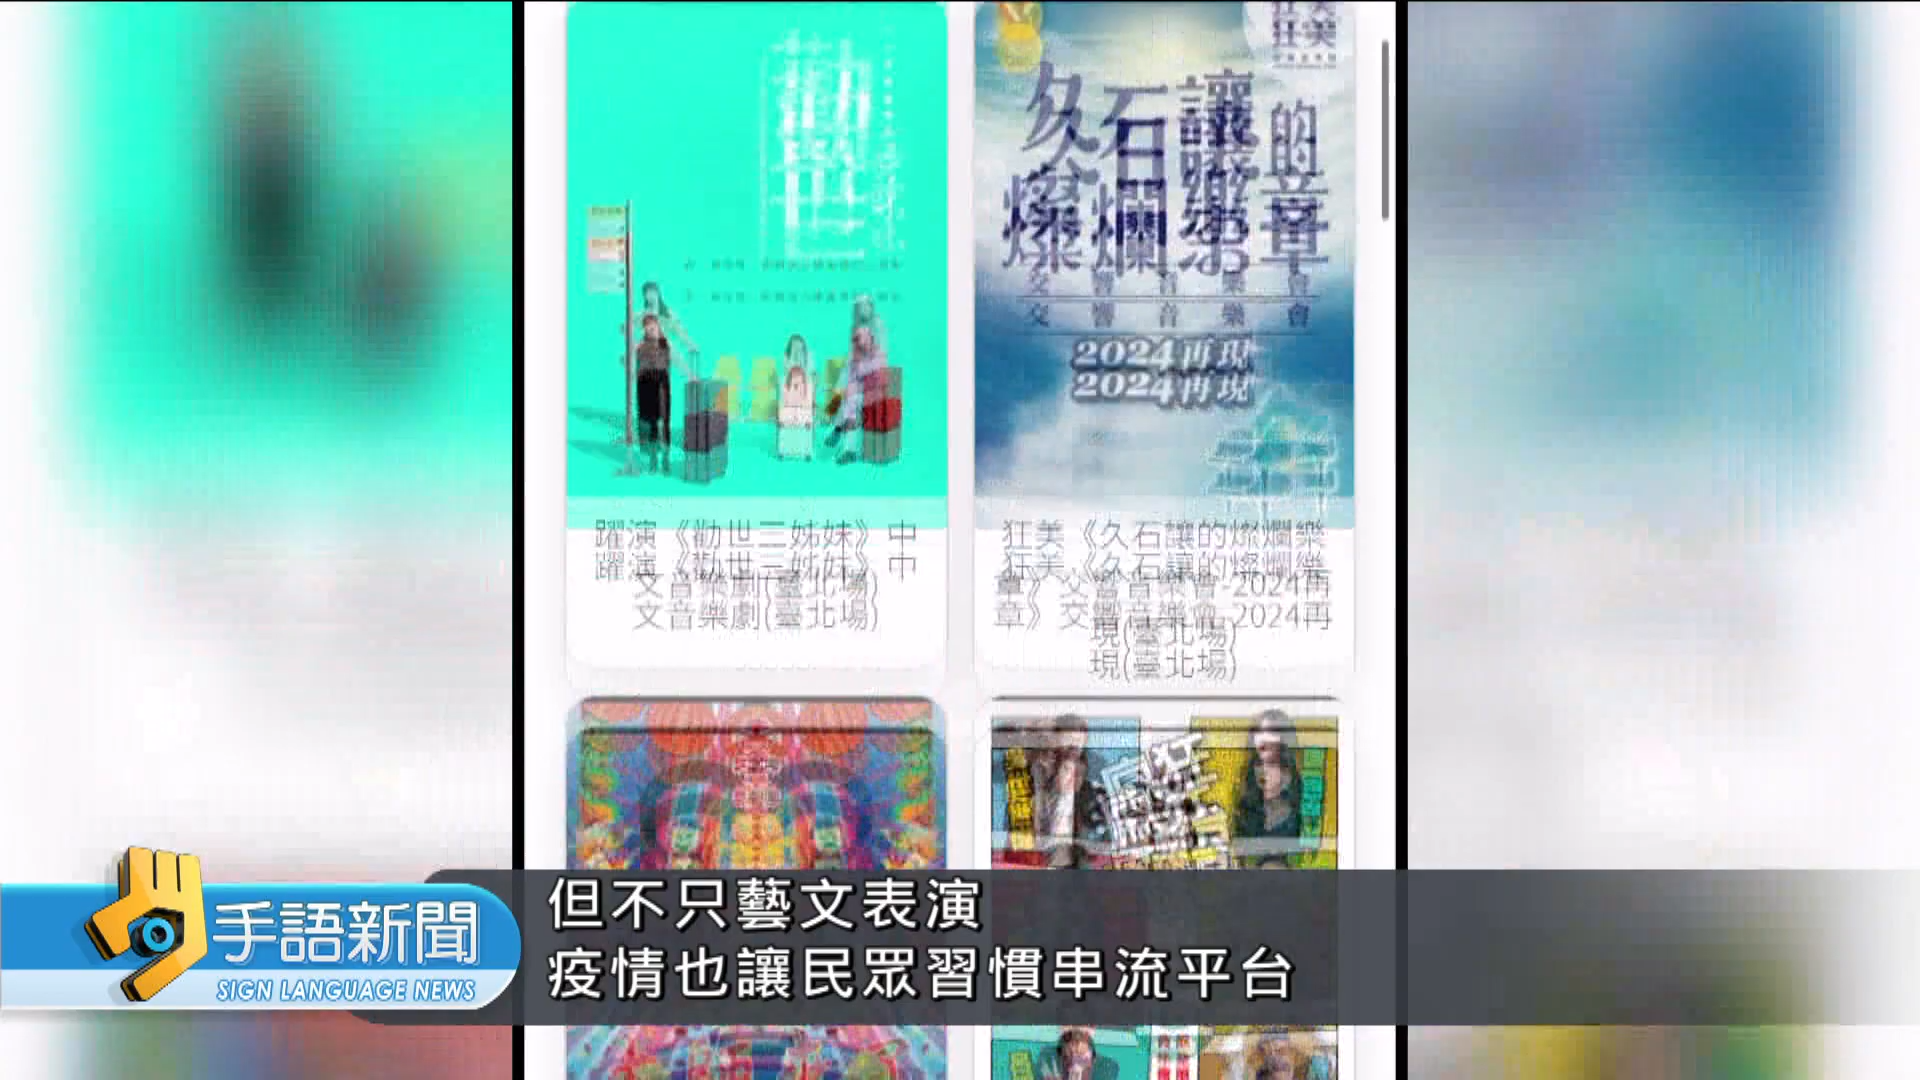 狂美
久石讓的
燦爛樂章
交響音樂會
2024再現
躍演《勸世三姊妹》中
文音樂劇(臺北場)
狂美《久石讓的燦爛樂
章》交響音樂會-2024再
現(臺北場)
手語新聞
SIGN LANGUAGE NEWS
但不只藝文表演
疫情也讓民眾習慣串流平台